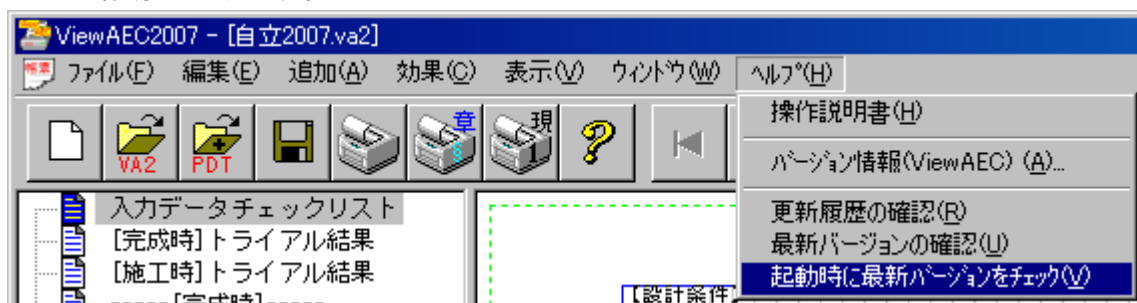 ViewAEC2007 - [自立2007.va2]
帳票 ﾌｧｲﾙ(F) 編集(E) 追加(A) 効果(C) 表示(V) ｳｨﾝﾄﾞｳ(W) ﾍﾙﾌﾟ(H)
VA2 PDT 章 § 現 1 ?
操作説明書(H)
ﾊﾞｰｼﾞｮﾝ情報(ViewAEC) (A)...
更新履歴の確認(R)
最新ﾊﾞｰｼﾞｮﾝの確認(U)
起動時に最新ﾊﾞｰｼﾞｮﾝをﾁｪｯｸ(V)
入力データチェックリスト
[完成時]トライアル結果
[施工時]トライアル結果
-----[完成時]-----
【設計条件